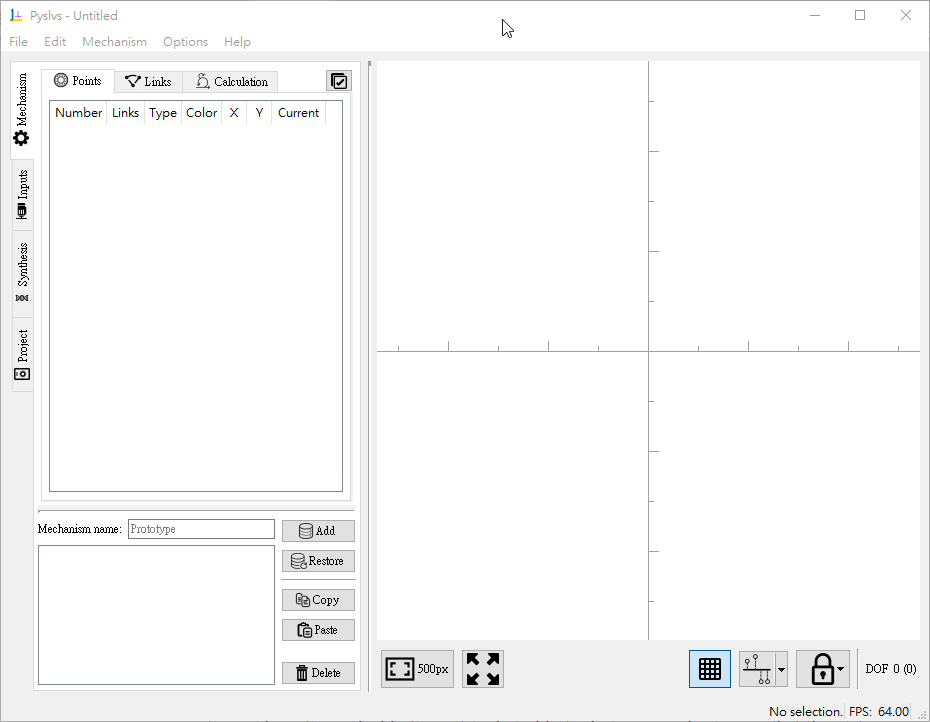 Pyslvs - Untitled
File Edit Mechanism Options Help
Mechanism
Inputs
Synthesis
Project
Points Links Calculation
Number Links Type Color X Y Current
Mechanism name: Prototype
Add
Restore
Copy
Paste
Delete
500px
DOF 0 (0)
No selection. FPS: 64.00